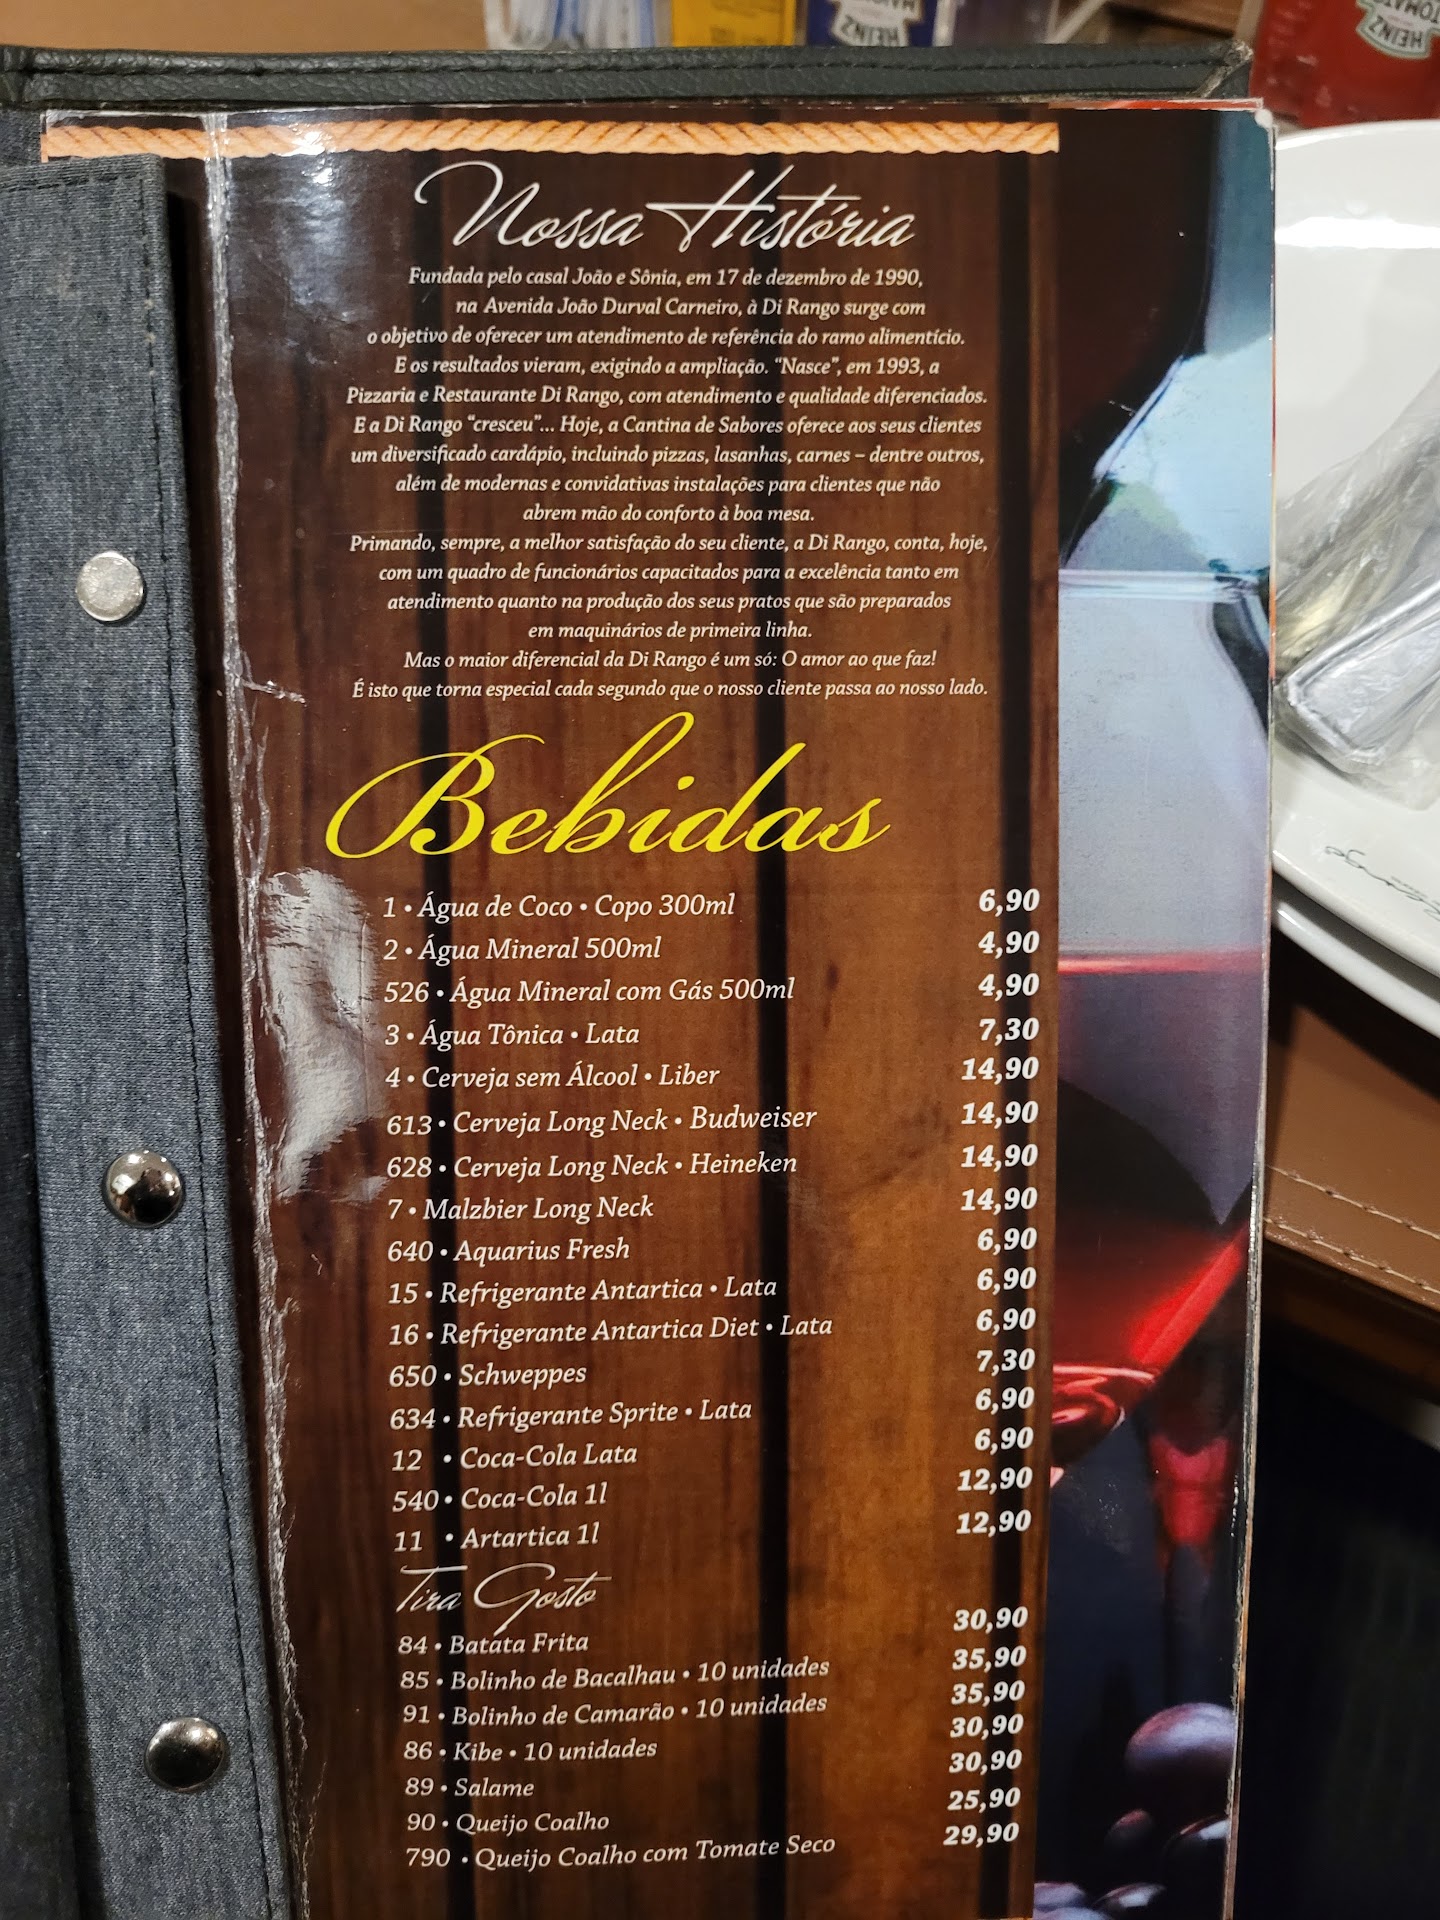 HEINZ
HEINZ
TOMATO
Nossa História
Fundada pelo casal João e Sônia, em 17 de dezembro de 1990,
na Avenida João Durval Carneiro, à Di Rango surge com
o objetivo de oferecer um atendimento de referência do ramo alimentício.
E os resultados vieram, exigindo a ampliação. “Nasce”, em 1993, a
Pizzaria e Restaurante Di Rango, com atendimento e qualidade diferenciados.
E a Di Rango “cresceu”... Hoje, a Cantina de Sabores oferece aos seus clientes
um diversificado cardápio, incluindo pizzas, lasanhas, carnes – dentre outros,
além de modernas e convidativas instalações para clientes que não
abrem mão do conforto à boa mesa.
Primando, sempre, a melhor satisfação do seu cliente, a Di Rango, conta, hoje,
com um quadro de funcionários capacitados para a excelência tanto em
atendimento quanto na produção dos seus pratos que são preparados
em maquinários de primeira linha.
Mas o maior diferencial da Di Rango é um só: O amor ao que faz!
É isto que torna especial cada segundo que o nosso cliente passa ao nosso lado.
Bebidas
1 • Água de Coco • Copo 300ml 6,90
2 • Água Mineral 500ml 4,90
526 • Água Mineral com Gás 500ml 4,90
3 • Água Tônica • Lata 7,30
4 • Cerveja sem Álcool • Liber 14,90
613 • Cerveja Long Neck • Budweiser 14,90
628 • Cerveja Long Neck • Heineken 14,90
7 • Malzbier Long Neck 14,90
640 • Aquarius Fresh 6,90
15 • Refrigerante Antartica • Lata 6,90
16 • Refrigerante Antartica Diet • Lata 6,90
650 • Schweppes 7,30
634 • Refrigerante Sprite • Lata 6,90
12 • Coca-Cola Lata 6,90
540 • Coca-Cola 1l 12,90
11 • Artartica 1l 12,90
Tira Gosto
84 • Batata Frita 30,90
85 • Bolinho de Bacalhau • 10 unidades 35,90
91 • Bolinho de Camarão • 10 unidades 35,90
86 • Kibe • 10 unidades 30,90
89 • Salame 30,90
90 • Queijo Coalho 25,90
790 • Queijo Coalho com Tomate Seco 29,90